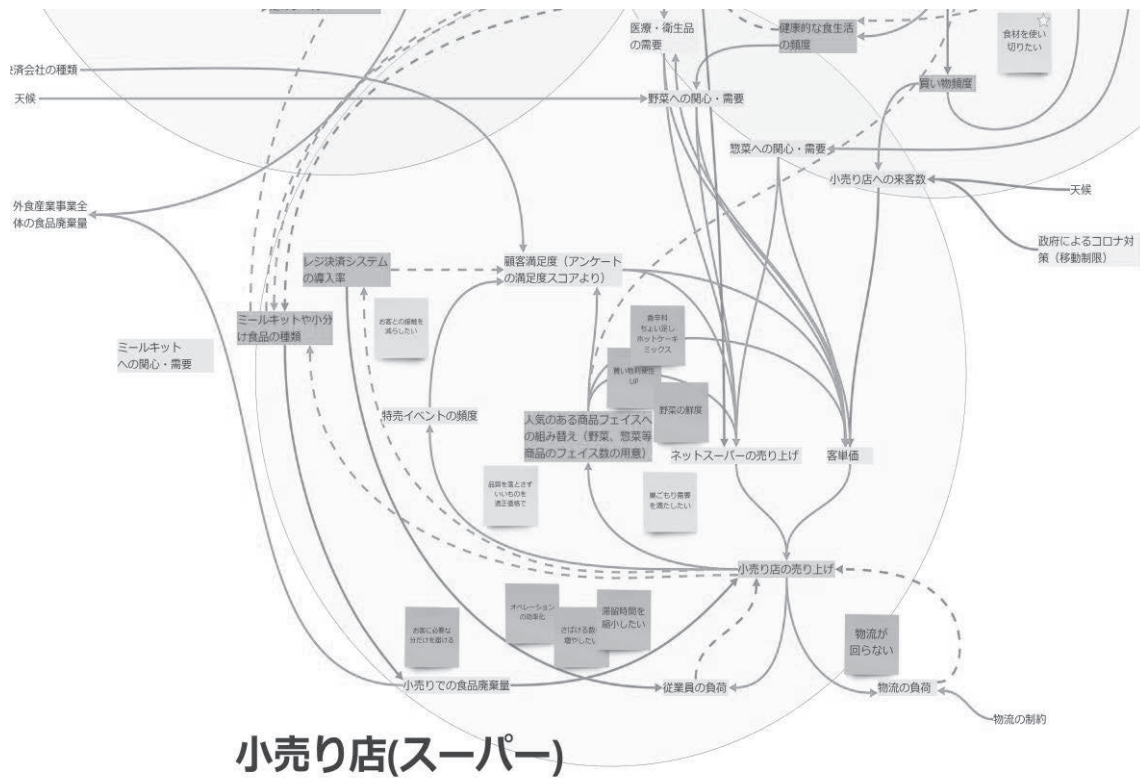 医療・衛生品
の需要
健康的な食生活
の頻度
食材を使い
切りたい
済会社の種類
買い物頻度
天候
野菜への関心・需要
惣菜への関心・需要
小売り店への来客数
天候
外食産業事業全
体の食品廃棄量
政府によるコロナ対
策（移動制限）
レジ決済システム
の導入率
顧客満足度（アンケート
の満足度スコアより）
ミールキットや小分
け食品の種類
お客との接触を
減らしたい
香辛料
ちょい足し
ホットケーキ
ミックス
ミールキット
への関心・需要
買い物利便性
UP
野菜の鮮度
特売イベントの頻度
人気のある商品フェイスへ
の組み替え（野菜、惣菜等
商品のフェイス数の用意）
ネットスーパーの売り上げ
客単価
品質を落とさず
いいものを
適正価格で
巣ごもり需要
を満たしたい
小売り店の売り上げ
オペレーション
の効率化
さばける数
増やしたい
滞留時間を
縮小したい
お客に必要な
分だけを届ける
物流が
回らない
小売りでの食品廃棄量
従業員の負荷
物流の負荷
物流の制約
小売り店(スーパー)